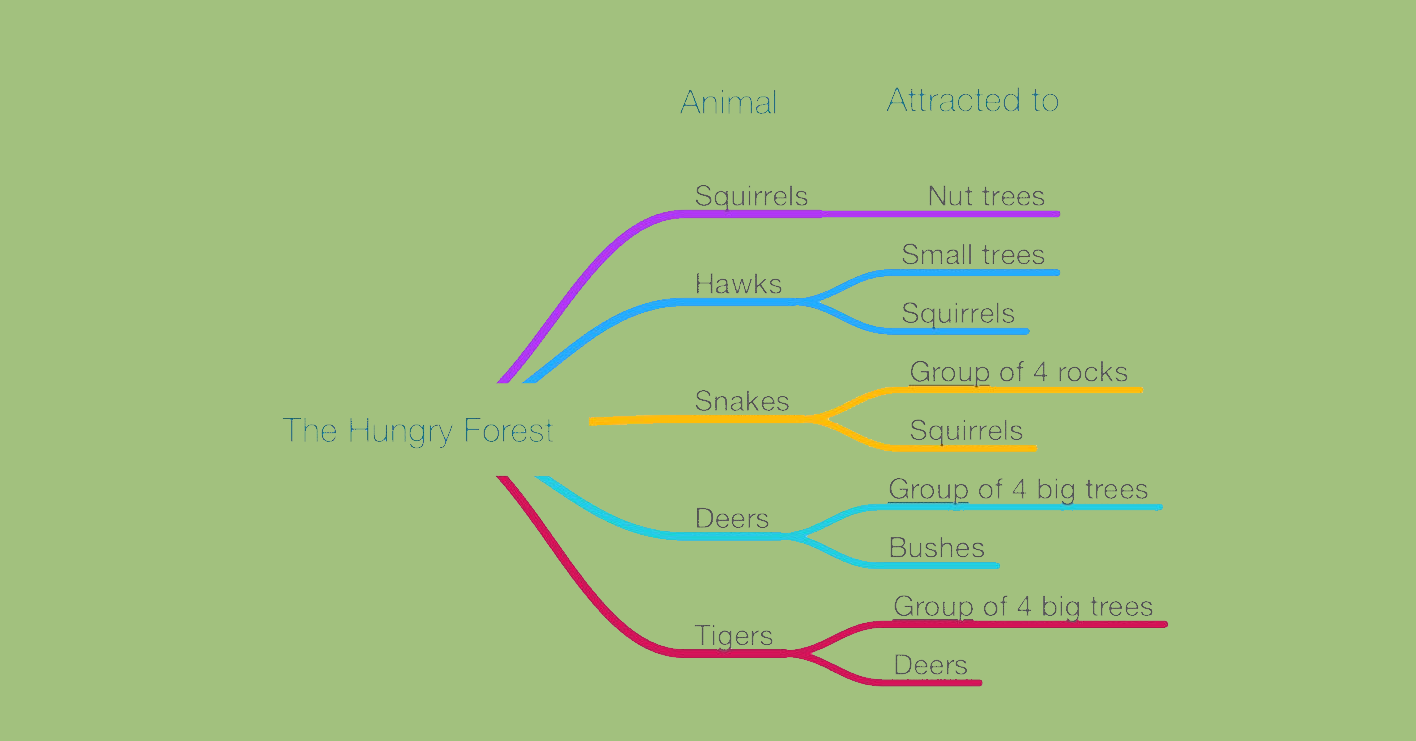 Animal
Attracted to
Squirrels
Nut trees
Hawks
Small trees
Squirrels
Snakes
Group of 4 rocks
Squirrels
The Hungry Forest
Deers
Group of 4 big trees
Bushes
Tigers
Group of 4 big trees
Deers